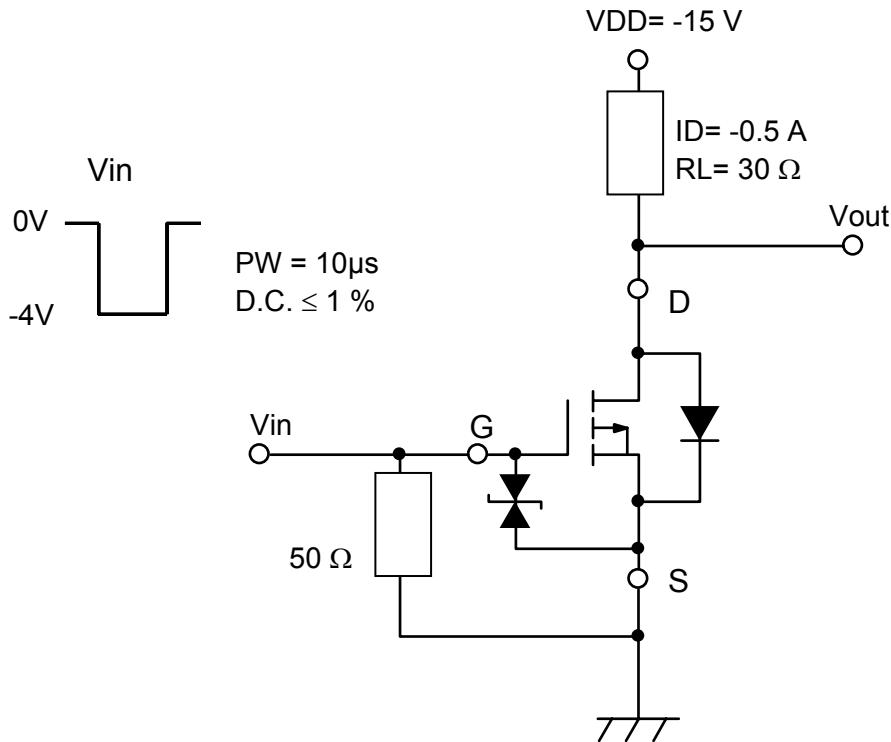 VDD= -15 V
ID= -0.5 A
RL= 30 Ω
Vin
Vout
0V
PW = 10μs
D.C. ≤ 1 %
-4V
D
Vin
G
50 Ω
S